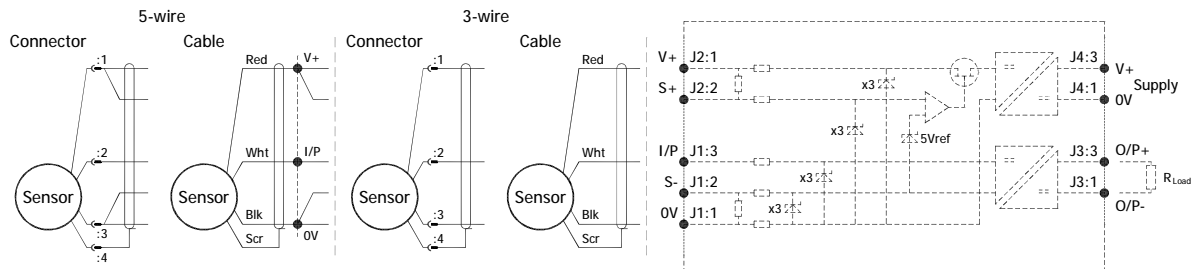 5-wire
Connector
Cable
:1
:2
:3
:4
Sensor
Red
Wht
Blk
Scr
Sensor
V+
I/P
0V
3-wire
Connector
Cable
:1
:2
:3
:4
Sensor
Red
Wht
Blk
Scr
Sensor
V+ J2:1
S+ J2:2
I/P J1:3
S- J1:2
0V J1:1
x3
x3
x3
x3
5Vref
J4:3 V+
Supply
J4:1 0V
J3:3 O/P+
RLoad
J3:1 O/P-